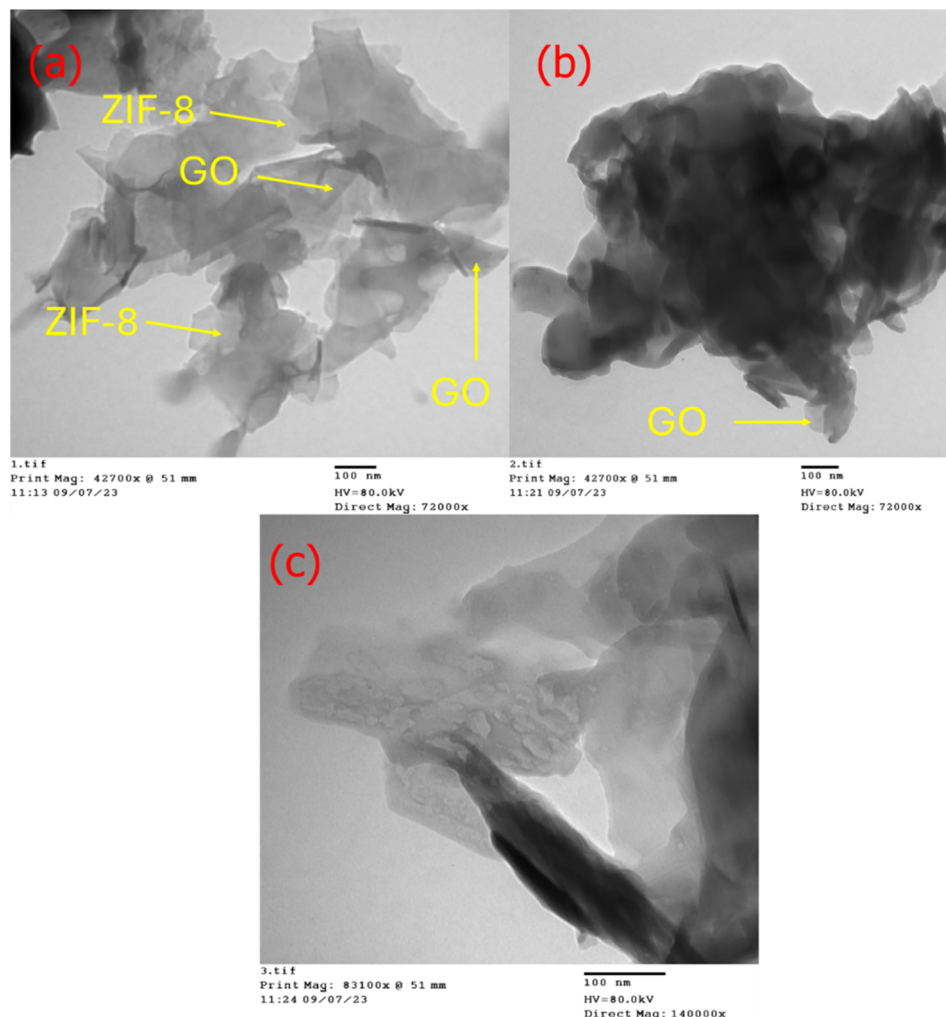 (a)
ZIF-8
GO
ZIF-8
GO
1.tif
Print Mag: 42700x @ 51 mm
11:13 09/07/23
100 nm
HV=80.0kV
Direct Mag: 72000x
(b)
GO
2.tif
Print Mag: 42700x @ 51 mm
11:21 09/07/23
100 nm
HV=80.0kV
Direct Mag: 72000x
(c)
3.tif
Print Mag: 83100x @ 51 mm
11:24 09/07/23
100 nm
HV=80.0kV
Direct Mag: 140000x